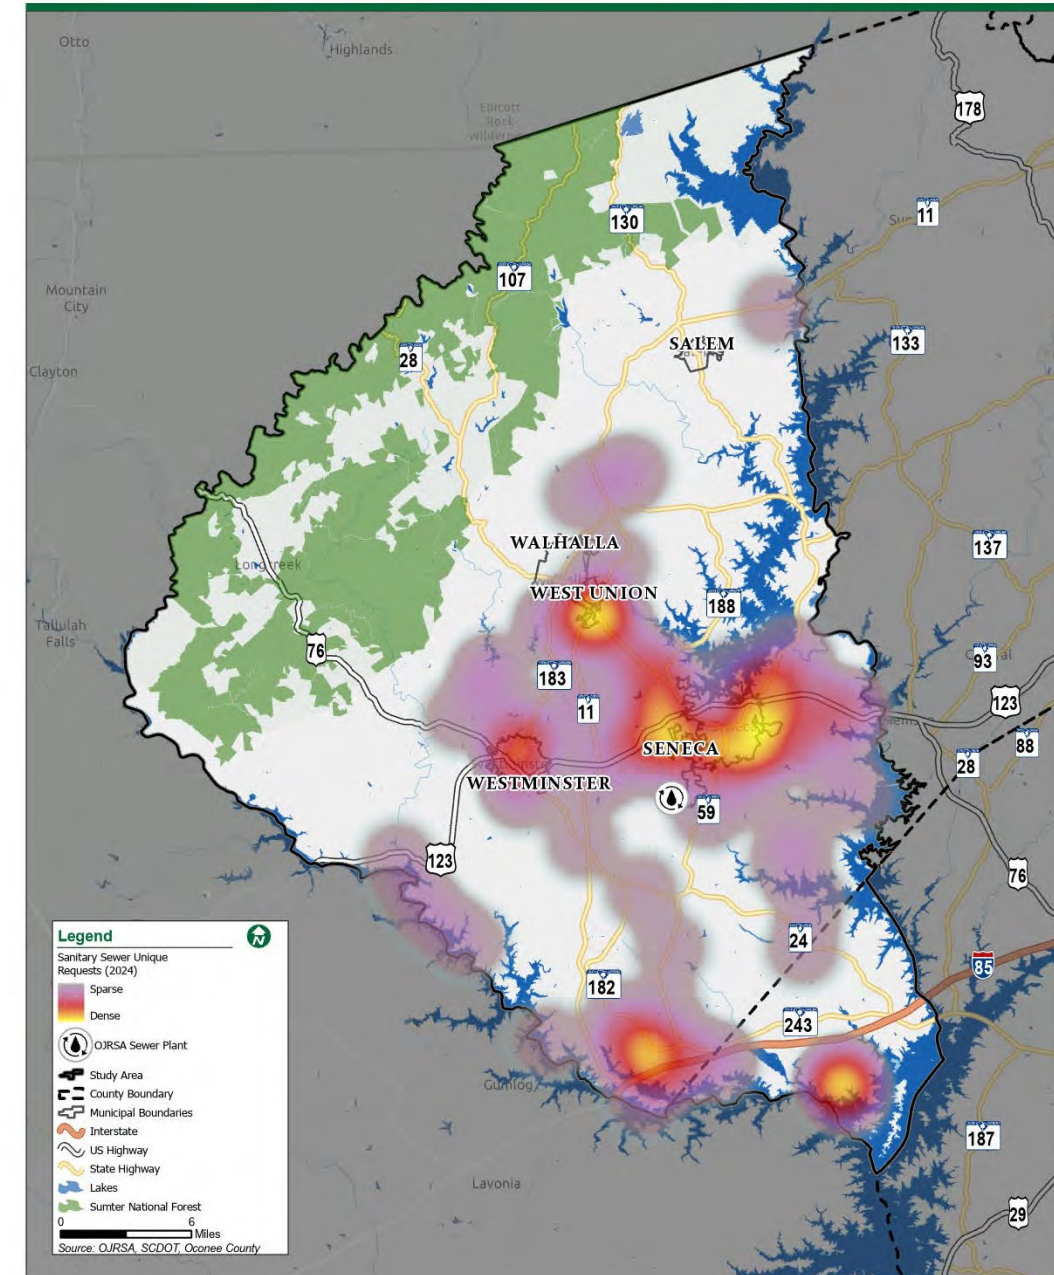 Otto
Highlands
178
Ellicott
Rock
11
130
107
Mountain
City
133
28
SALEM
Clayton
137
WALHALLA
WEST UNION
188
Longcreek
Tallulah
Falls
76
93
183
123
11
88
SENECA
28
WESTMINSTER
59
123
76
24
85
182
243
Gumlog
187
Lavonia
29
Legend
N
Sanitary Sewer Unique
Requests (2024)
Sparse
Dense
OJRSA Sewer Plant
Study Area
County Boundary
Municipal Boundaries
Interstate
US Highway
State Highway
Lakes
Sumter National Forest
0 6
Miles
Source: OJRSA, SCDOT, Oconee County